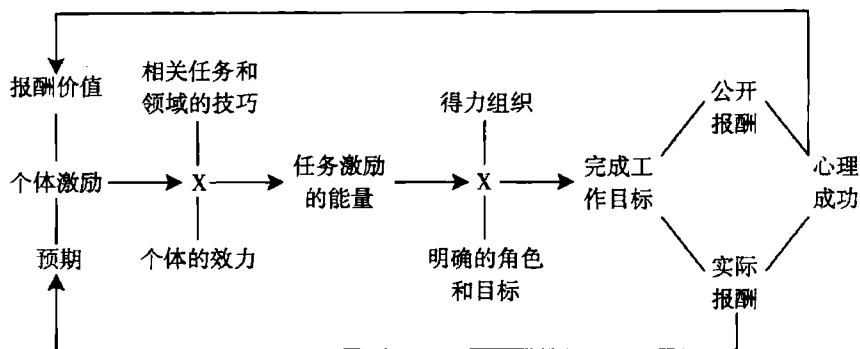 报酬价值
相关任务和
领域的技巧
得力组织
公开
报酬
个体激励
X
任务激励
的能量
X
完成工
作目标
心理
成功
预期
个体的效力
明确的角色
和目标
实际
报酬